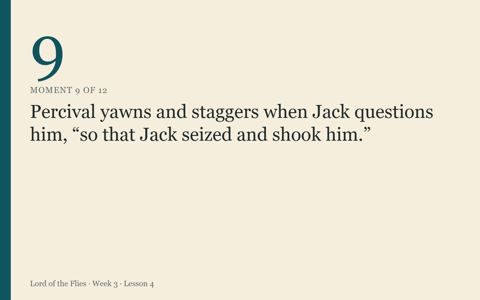 9
MOMENT 9 OF 12
Percival yawns and staggers when Jack questions
him, “so that Jack seized and shook him.”
Lord of the Flies · Week 3 · Lesson 4